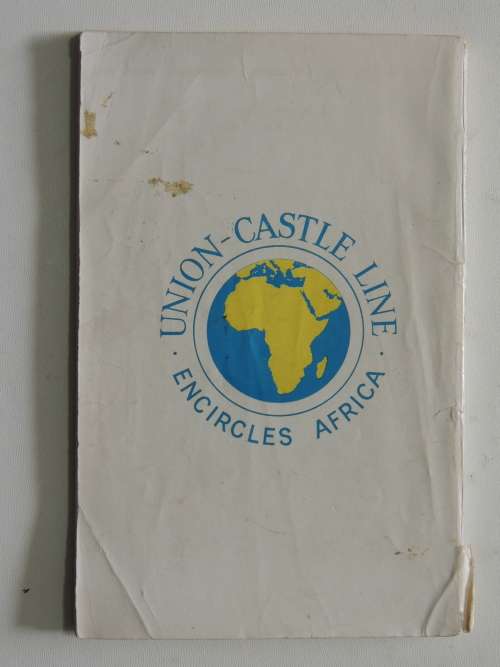 UNION-CASTLE LINE
· ENCIRCLES AFRICA ·